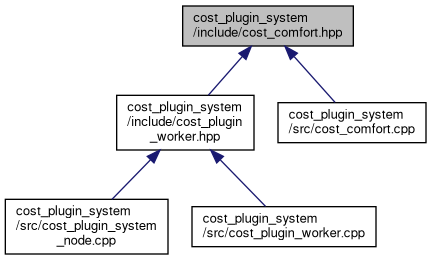 cost_plugin_system
/include/cost_comfort.hpp
cost_plugin_system
/include/cost_plugin
_worker.hpp
cost_plugin_system
/src/cost_comfort.cpp
cost_plugin_system
/src/cost_plugin_system
_node.cpp
cost_plugin_system
/src/cost_plugin_worker.cpp